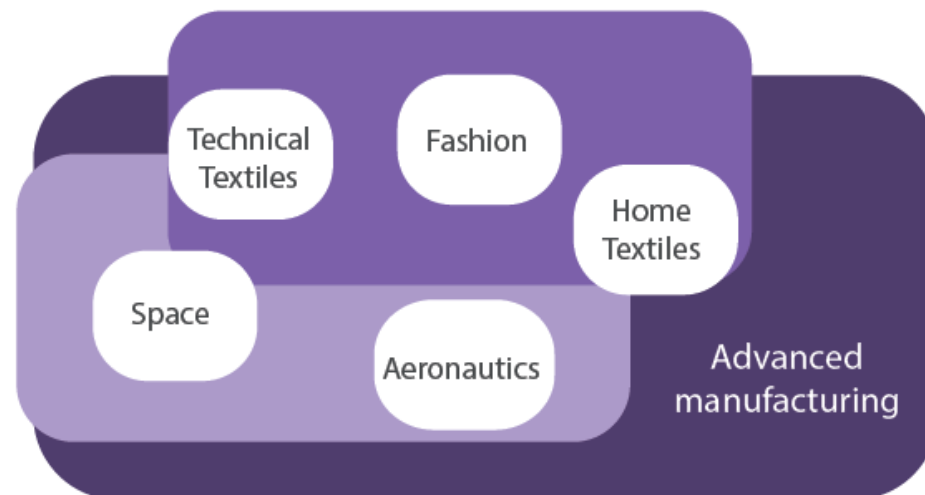 Technical
Textiles
Fashion
Home
Textiles
Space
Aeronautics
Advanced
manufacturing